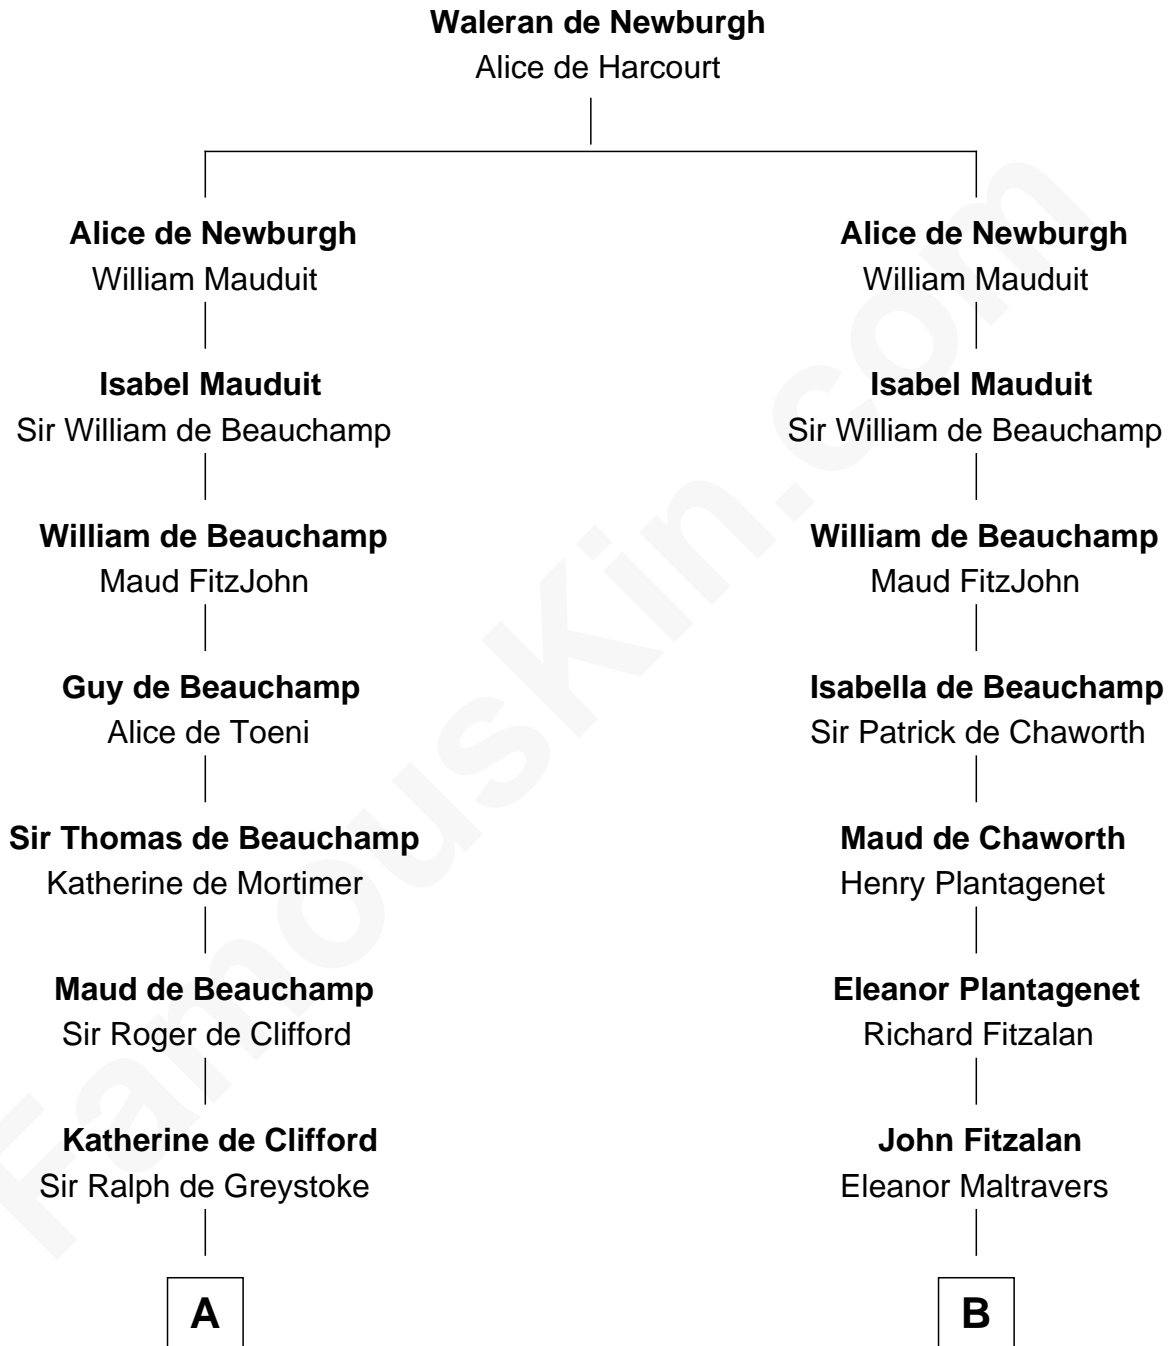 Waleran de Newburgh
Alice de Harcourt
Alice de Newburgh
William Mauduit
Alice de Newburgh
William Mauduit
Isabel Mauduit
Sir William de Beauchamp
Isabel Mauduit
Sir William de Beauchamp
William de Beauchamp
Maud FitzJohn
William de Beauchamp
Maud FitzJohn
Guy de Beauchamp
Alice de Toeni
Isabella de Beauchamp
Sir Patrick de Chaworth
Sir Thomas de Beauchamp
Katherine de Mortimer
Maud de Chaworth
Henry Plantagenet
Maud de Beauchamp
Sir Roger de Clifford
Eleanor Plantagenet
Richard Fitzalan
Katherine de Clifford
Sir Ralph de Greystoke
John Fitzalan
Eleanor Maltravers
A
B
FamousKin.com